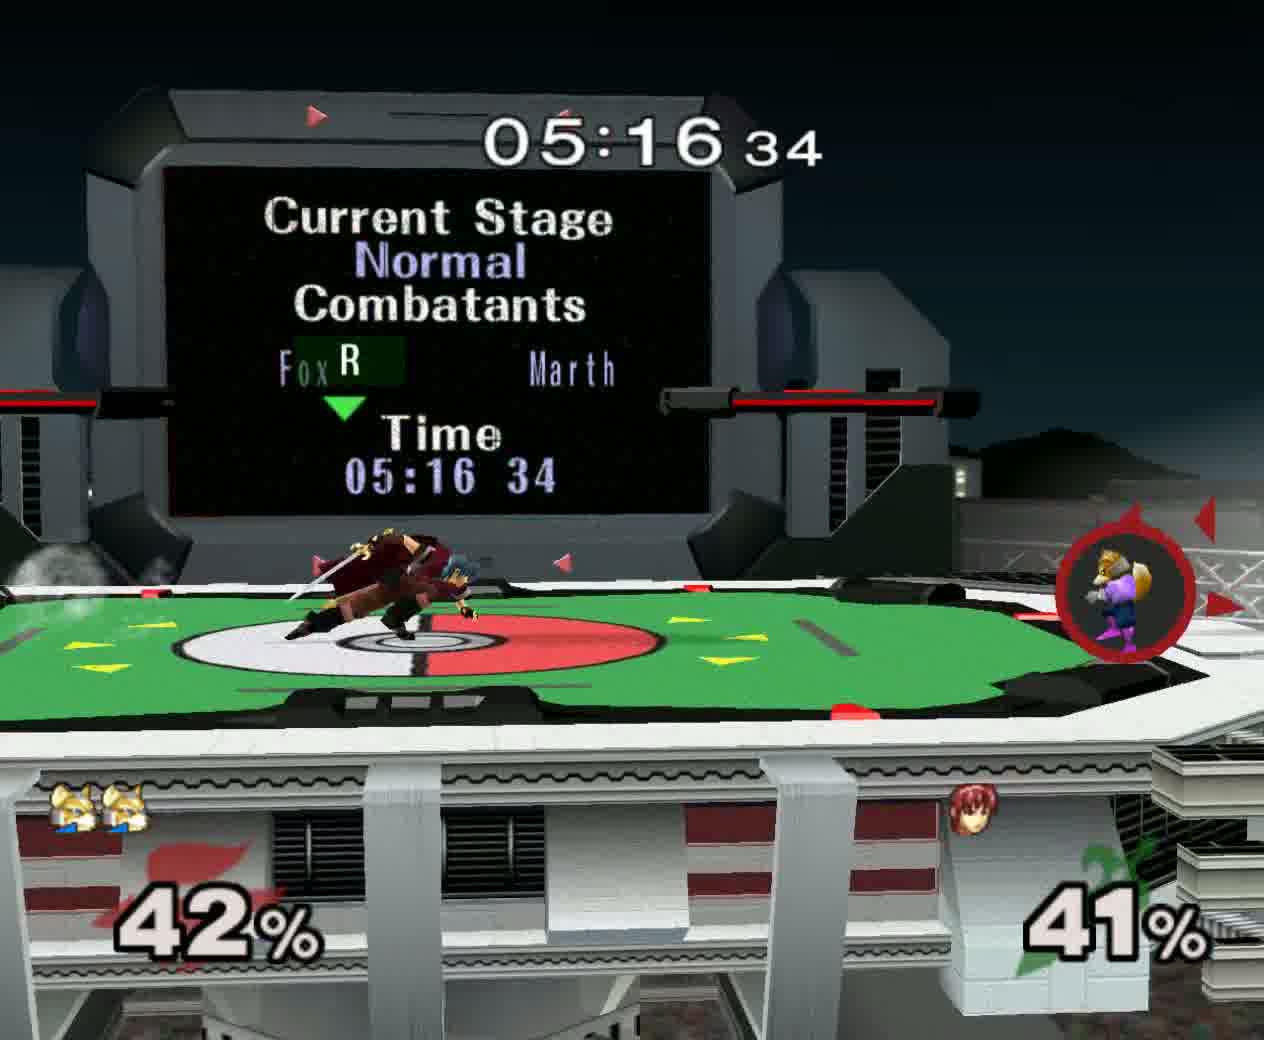 05:16 34
Current Stage
Normal
Combatants
Fox R Marth
Time
05:16 34
42% 41%